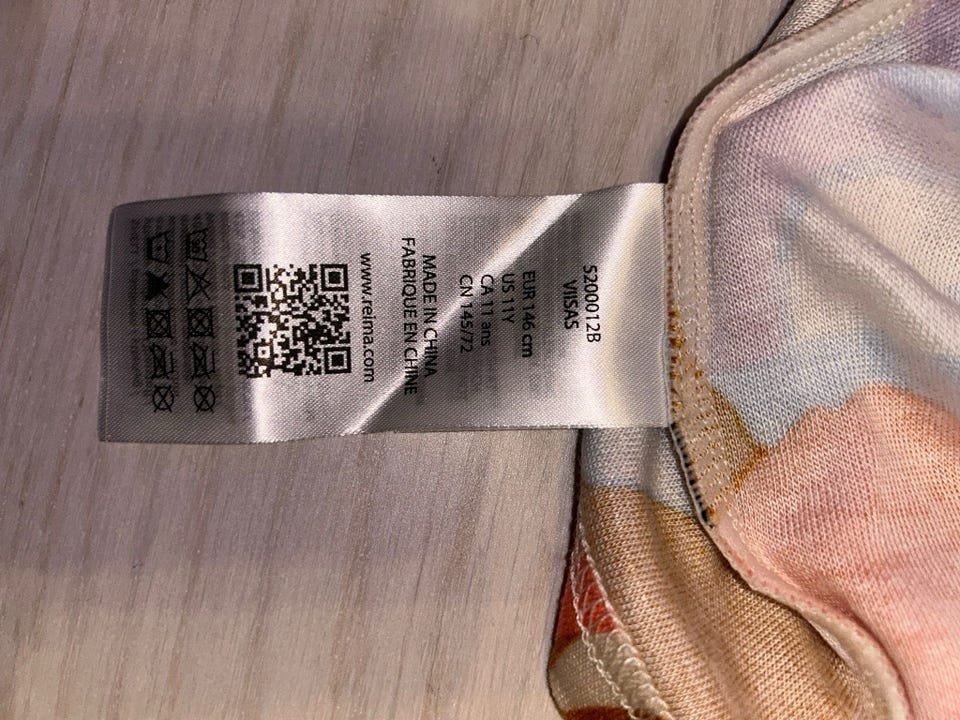 5200012B
VIISAS
EUR 146 cm
US 11Y
CA 11 ans
CN 145/72
MADE IN CHINA
FABRIQUE EN CHINE
www.reima.com